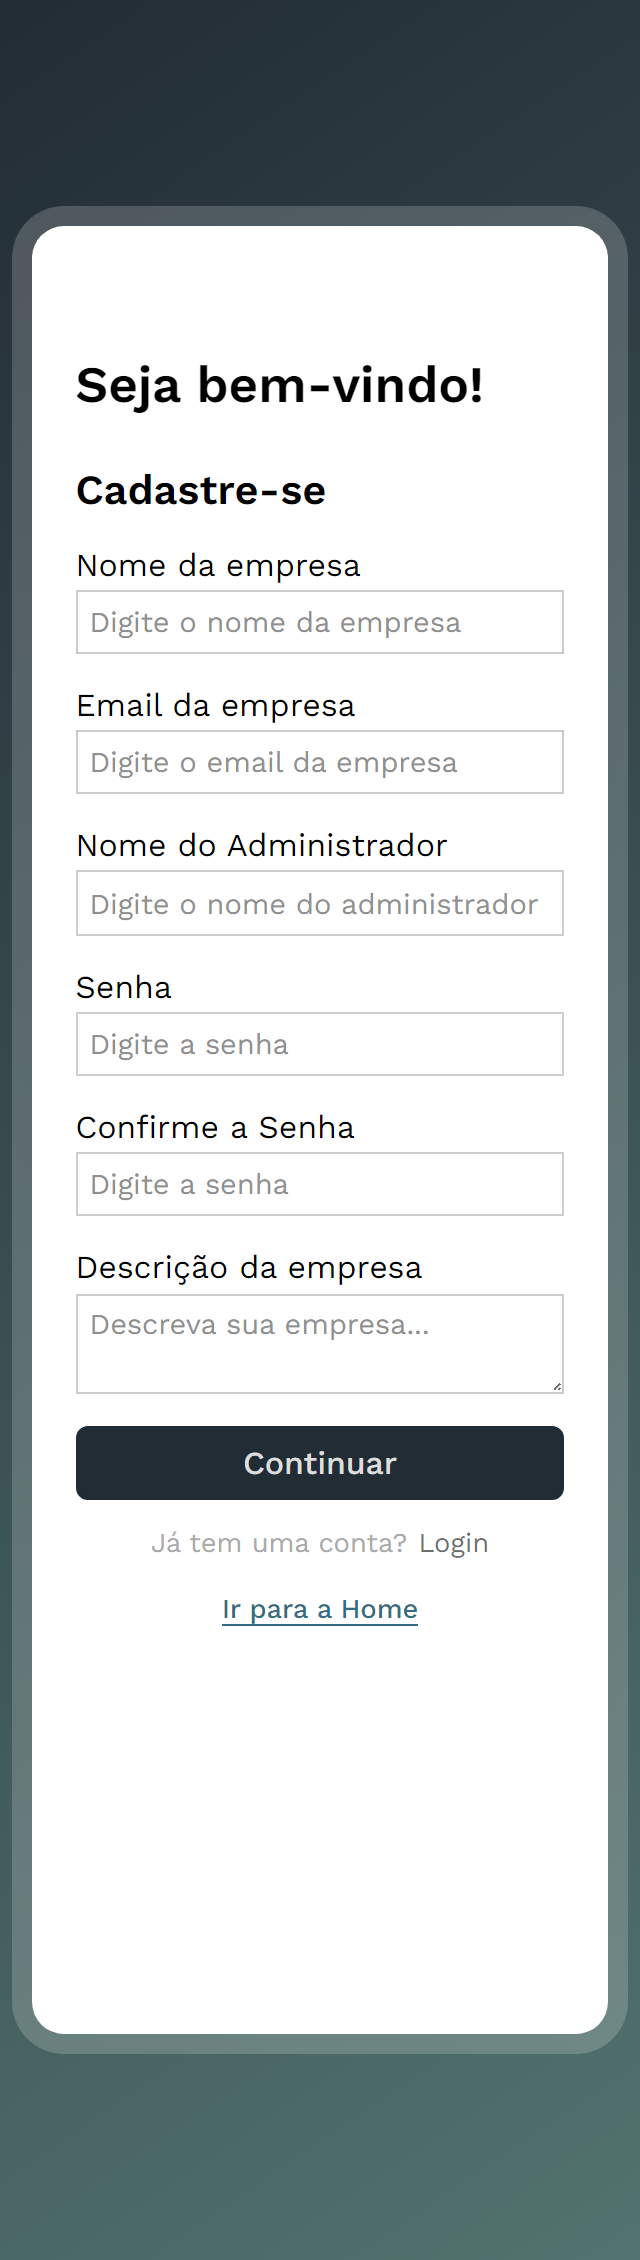 Seja bem-vindo!
Cadastre-se
Nome da empresa
Digite o nome da empresa
Email da empresa
Digite o email da empresa
Nome do Administrador
Digite o nome do administrador
Senha
Digite a senha
Confirme a Senha
Digite a senha
Descrição da empresa
Descreva sua empresa...
Continuar
Já tem uma conta? Login
Ir para a Home